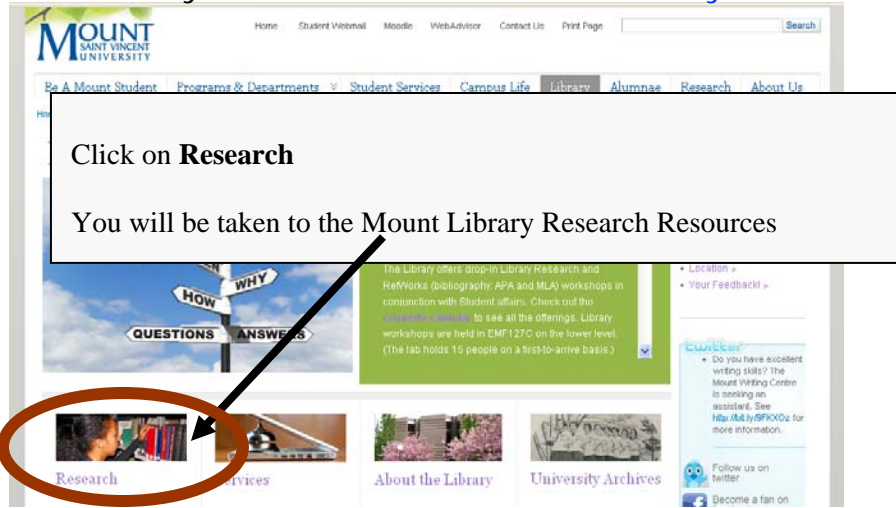 MOUNT
SAINT VINCENT
UNIVERSITY
Home Student Webmail Moodle WebAdvisor Contact Us Print Page Search
Be A Mount Student Programs & Departments Student Services Campus Life Library Alumnae Research About Us
Click on Research
You will be taken to the Mount Library Research Resources
WHY
HOW
QUESTIONS ANSWERS
The Library offers drop-in Library Research and
RefWorks (bibliography: APA and MLA) workshops in
conjunction with Student affairs. Check out the
to see all the offerings. Library
workshops are held in EMF127C on the lower level.
(The lab holds 15 people on a first-to-arrive basis.)
• Location »
• Your Feedback! »
twitter
• Do you have excellent
writing skills? The
Mount Writing Centre
is seeking an
assistant. See
http://bit.ly/9FKXOz for
more information.
Follow us on
twitter
Become a fan on
Research
Services
About the Library
University Archives